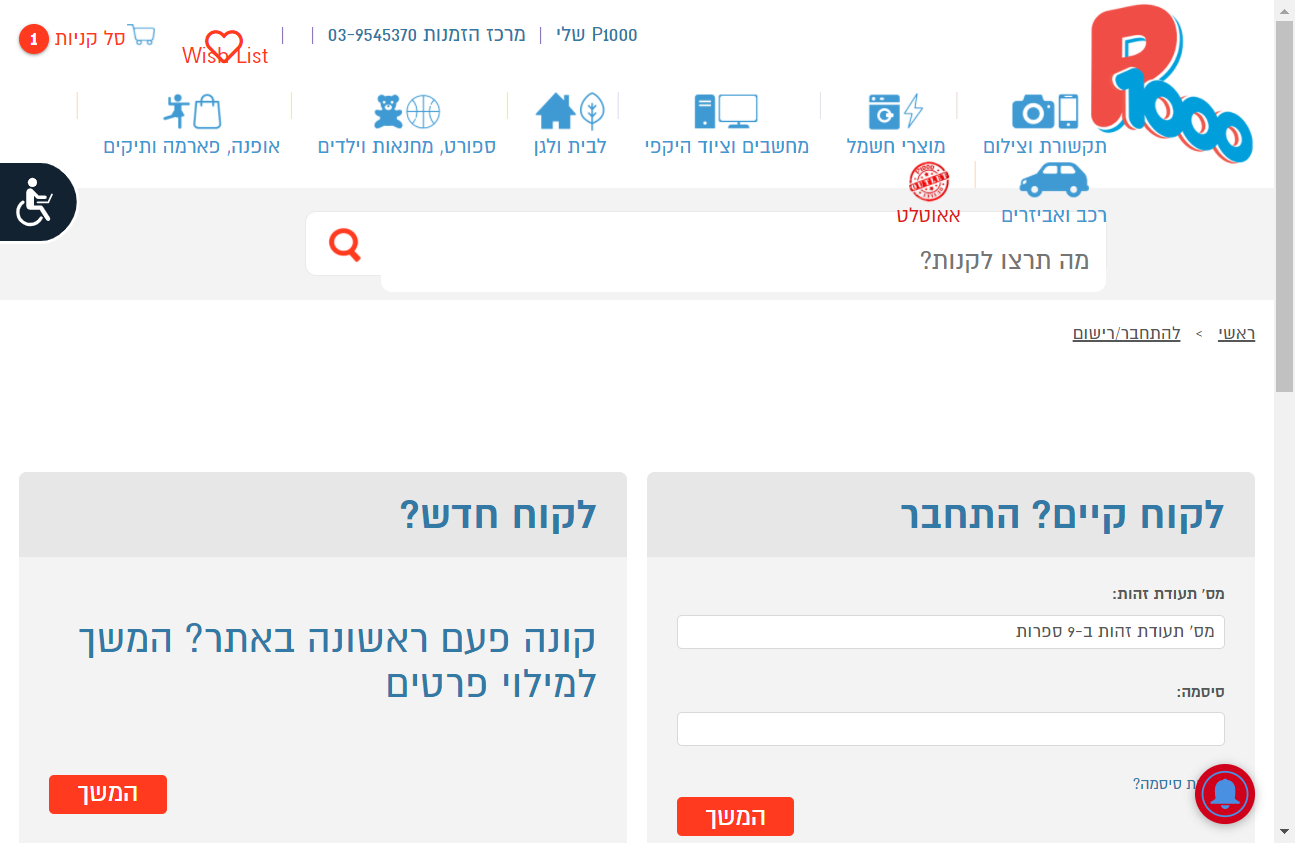 P1000
P1000 שלי | מרכז הזמנות 03-9545370 | |
Wish List
סל קניות 1
תקשורת וצילום
מוצרי חשמל
מחשבים וציוד היקפי
לבית ולגן
ספורט, מחנאות וילדים
אופנה, פארמה ותיקים
רכב ואביזרים
OUTLET
אאוטלט
מה תרצו לקנות?
ראשי > להתחבר/רישום
לקוח קיים? התחבר
מס' תעודת זהות:
מס' תעודת זהות ב-9 ספרות
סיסמה:
סיסמה?
המשך
לקוח חדש?
קונה פעם ראשונה באתר? המשך
למילוי פרטים
המשך